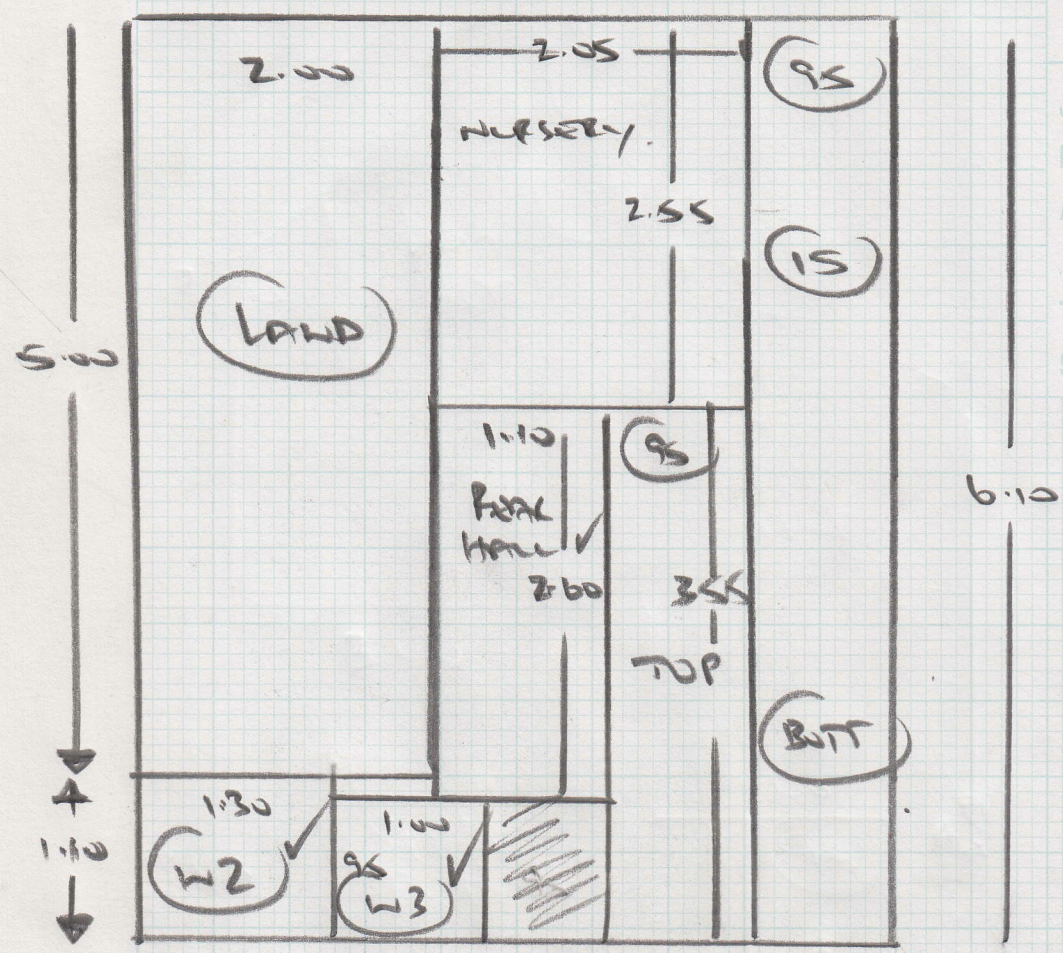 2.00
2.05
95
NURSERY.
2.55
15
LAND
5.00
1.10
95
REAR
HALL
2.60
3.55
6.10
TOP
BUTT
1.30
1.00
1.10
W2
95
W3